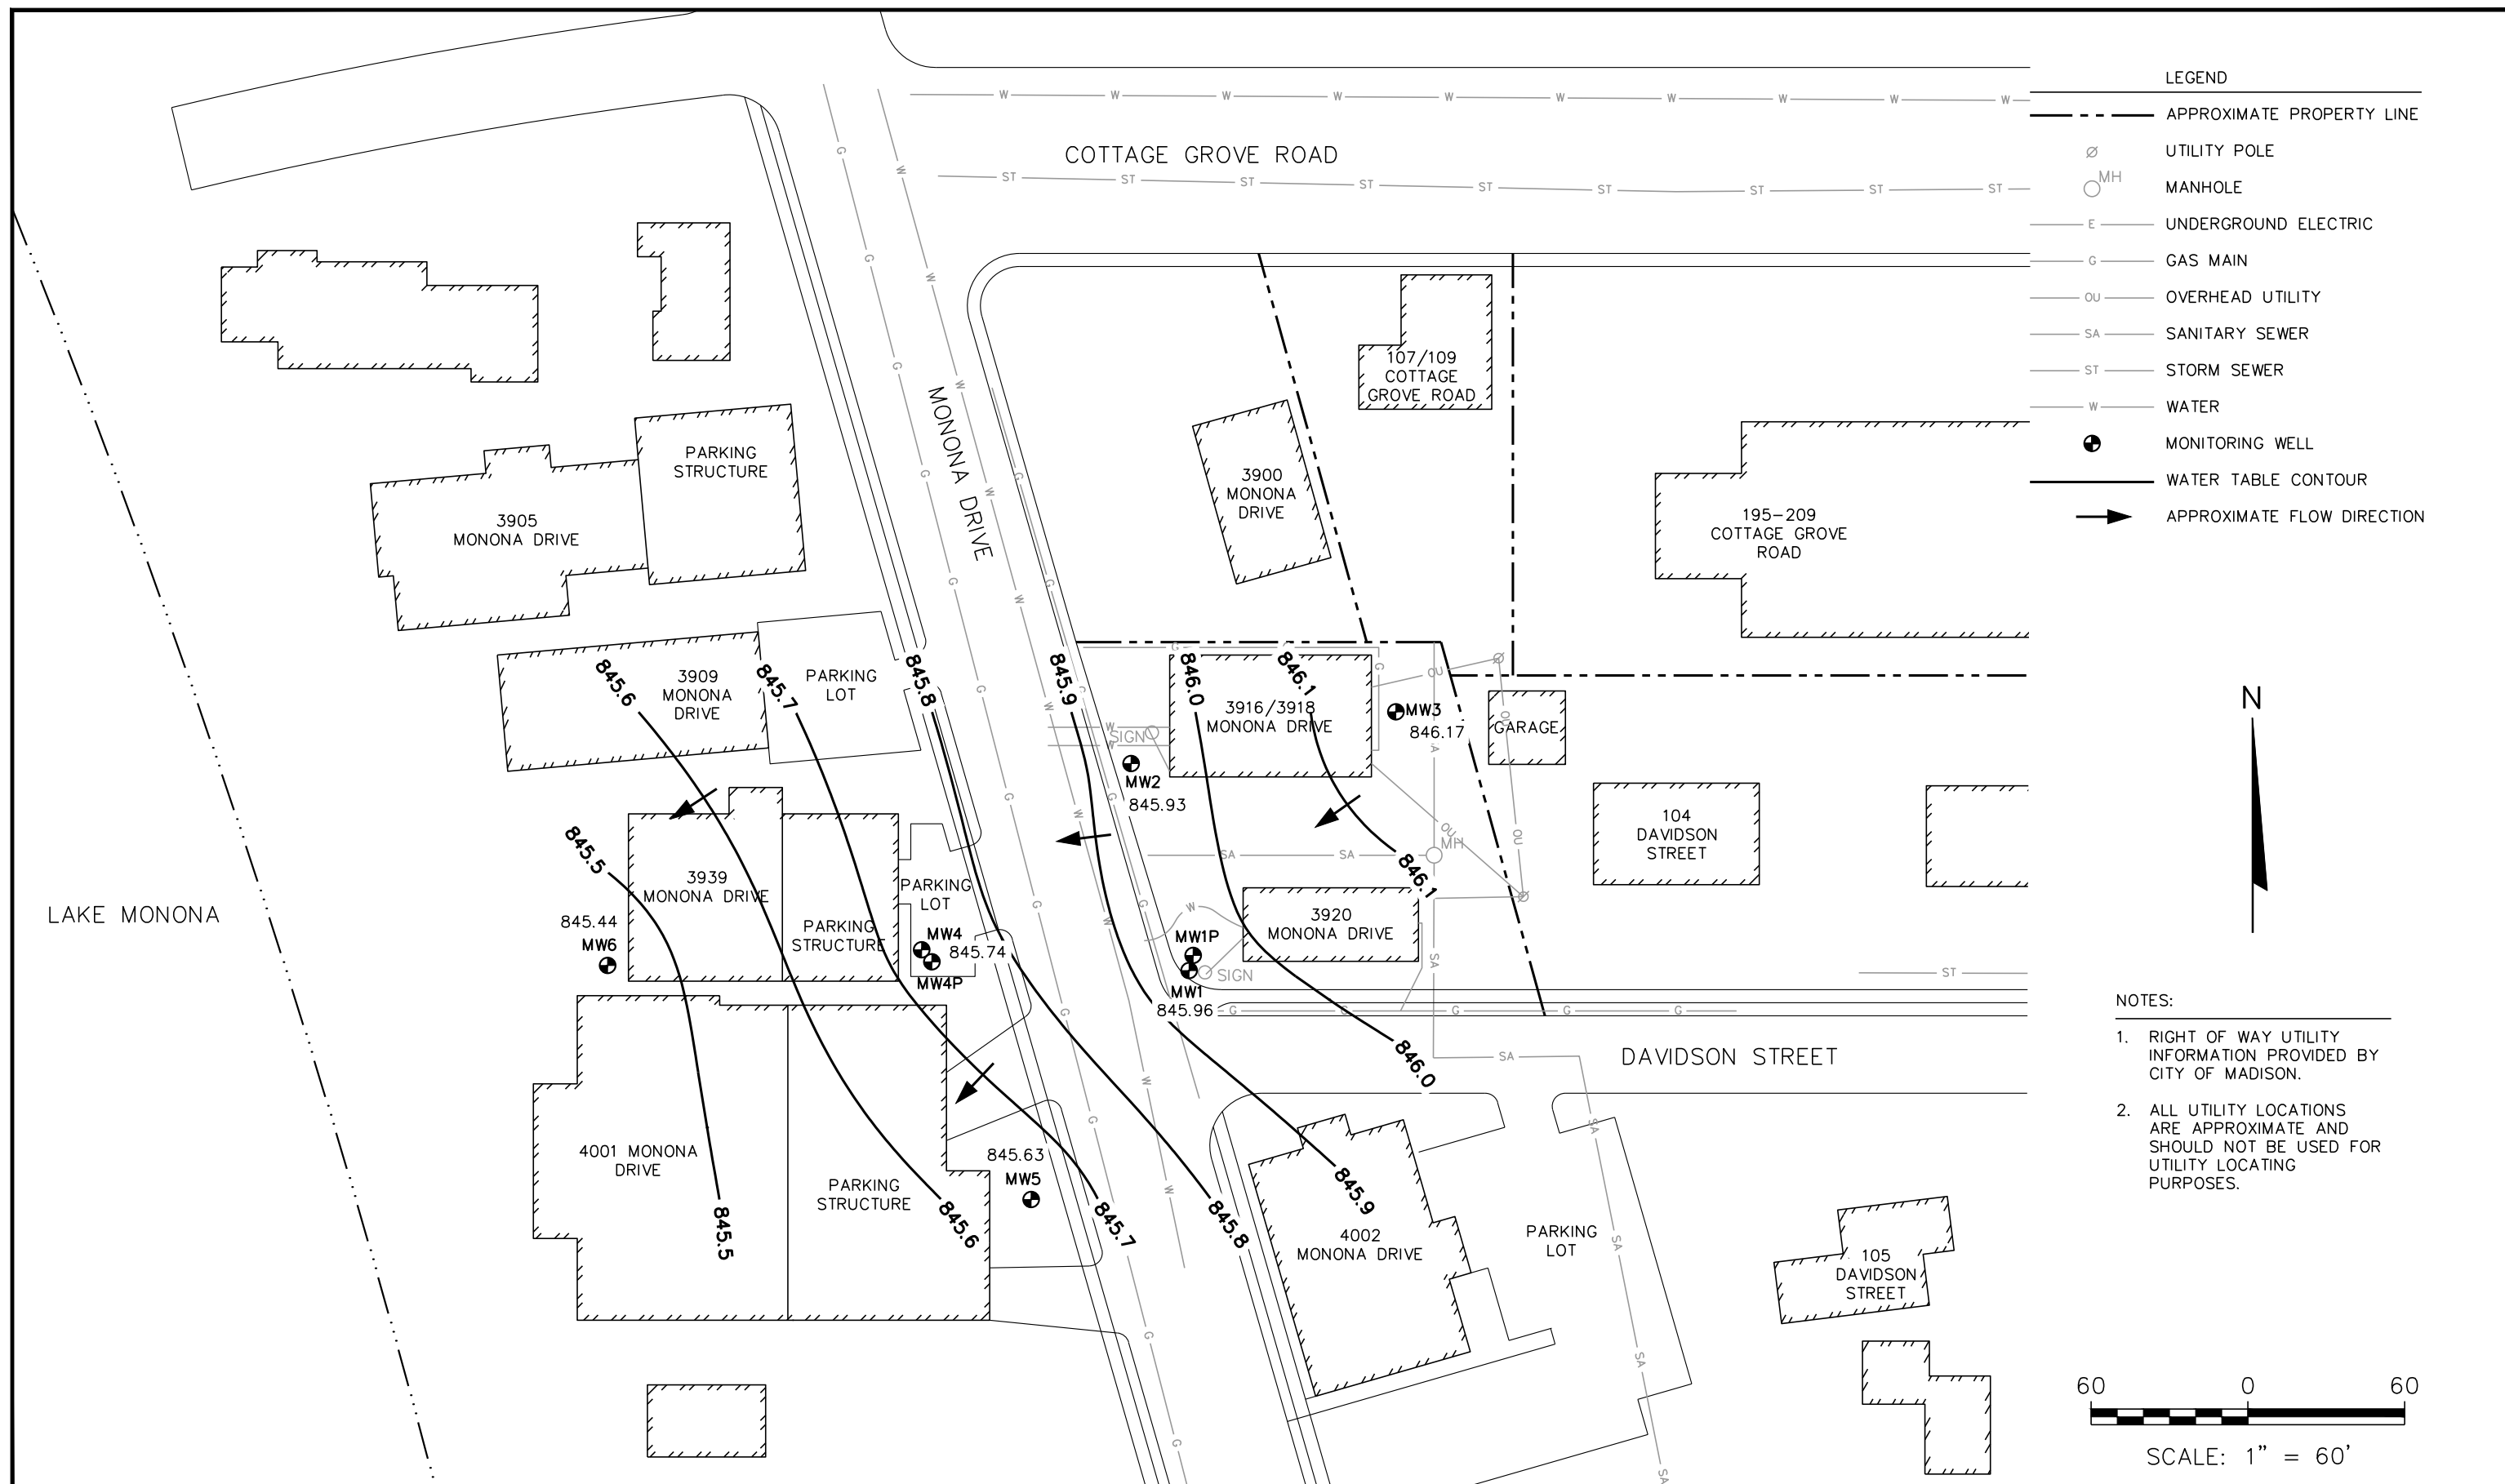 COTTAGE GROVE ROAD
MONONA DRIVE
LAKE MONONA
DAVIDSON STREET
LEGEND
APPROXIMATE PROPERTY LINE
UTILITY POLE
MH
MANHOLE
E
UNDERGROUND ELECTRIC
G
GAS MAIN
OU
OVERHEAD UTILITY
SA
SANITARY SEWER
ST
STORM SEWER
W
WATER
MONITORING WELL
WATER TABLE CONTOUR
APPROXIMATE FLOW DIRECTION
107/109
COTTAGE
GROVE ROAD
3900
MONONA
DRIVE
195-209
COTTAGE GROVE
ROAD
PARKING
STRUCTURE
3905
MONONA DRIVE
3909
MONONA
DRIVE
PARKING
LOT
845.6
845.7
845.8
845.9
846.0
846.1
3916/3918
MONONA DRIVE
MW3
846.17
GARAGE
SIGN
MW2
845.93
MH
104
DAVIDSON
STREET
845.5
3939
MONONA DRIVE
PARKING
STRUCTURE
PARKING
LOT
845.44
MW6
MW4
845.74
MW4P
3920
MONONA DRIVE
846.1
MW1P
SIGN
MW1
845.96
846.0
4001 MONONA
DRIVE
PARKING
STRUCTURE
845.63
MW5
845.5
845.6
845.7
845.8
845.9
4002
MONONA DRIVE
PARKING
LOT
105
DAVIDSON
STREET
N
NOTES:
1. RIGHT OF WAY UTILITY
INFORMATION PROVIDED BY
CITY OF MADISON.
2. ALL UTILITY LOCATIONS
ARE APPROXIMATE AND
SHOULD NOT BE USED FOR
UTILITY LOCATING
PURPOSES.
60 0 60
SCALE: 1" = 60'